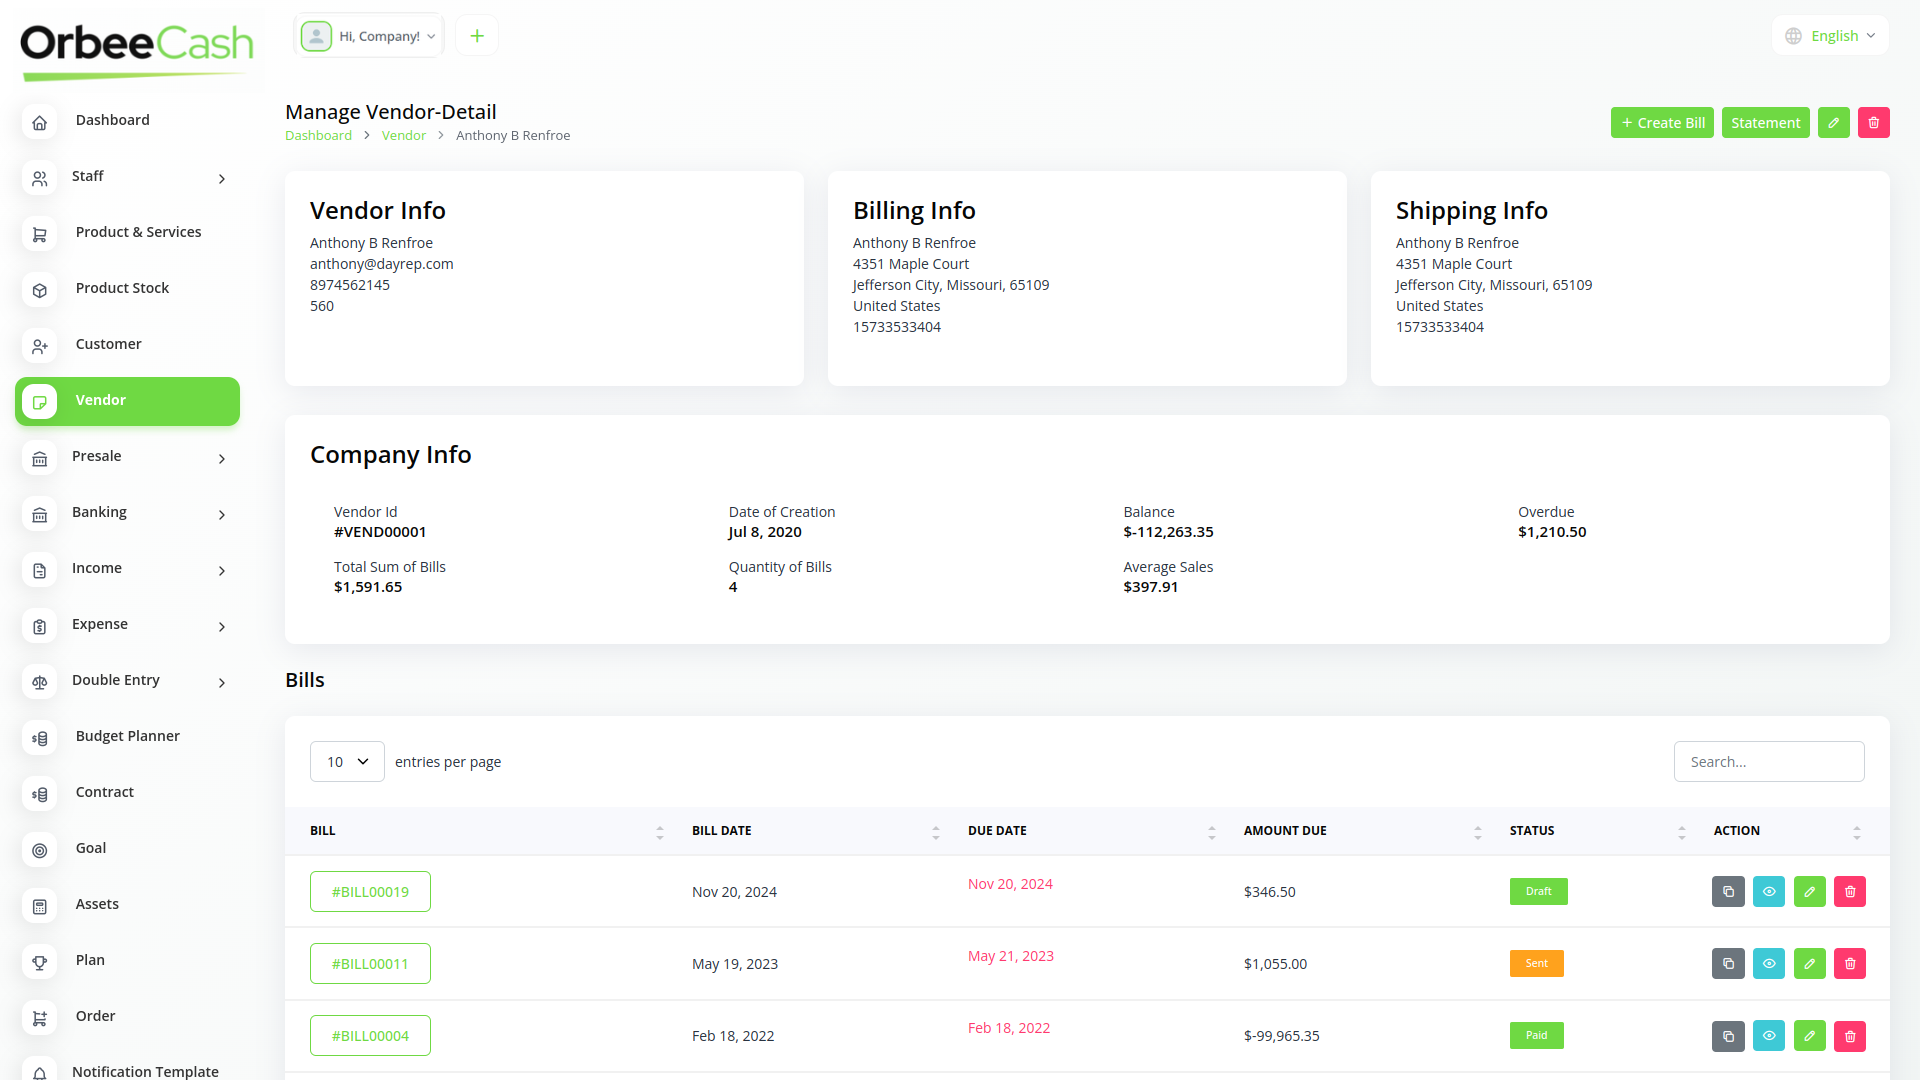 OrbeeCash
Hi, Company!
English
Dashboard
Staff
Product & Services
Product Stock
Customer
Vendor
Presale
Banking
Income
Expense
Double Entry
Budget Planner
Contract
Goal
Assets
Plan
Order
Notification Template
Manage Vendor-Detail
Dashboard > Vendor > Anthony B Renfroe
+ Create Bill
Statement
Vendor Info
Anthony B Renfroe
anthony@dayrep.com
8974562145
560
Billing Info
Anthony B Renfroe
4351 Maple Court
Jefferson City, Missouri, 65109
United States
15733533404
Shipping Info
Anthony B Renfroe
4351 Maple Court
Jefferson City, Missouri, 65109
United States
15733533404
Company Info
Vendor Id
#VEND00001
Date of Creation
Jul 8, 2020
Balance
$-112,263.35
Overdue
$1,210.50
Total Sum of Bills
$1,591.65
Quantity of Bills
4
Average Sales
$397.91
Bills
10 entries per page
Search...
BILL BILL DATE DUE DATE AMOUNT DUE STATUS ACTION
#BILL00019 Nov 20, 2024 Nov 20, 2024 $346.50 Draft
#BILL00011 May 19, 2023 May 21, 2023 $1,055.00 Sent
#BILL00004 Feb 18, 2022 Feb 18, 2022 $-99,965.35 Paid